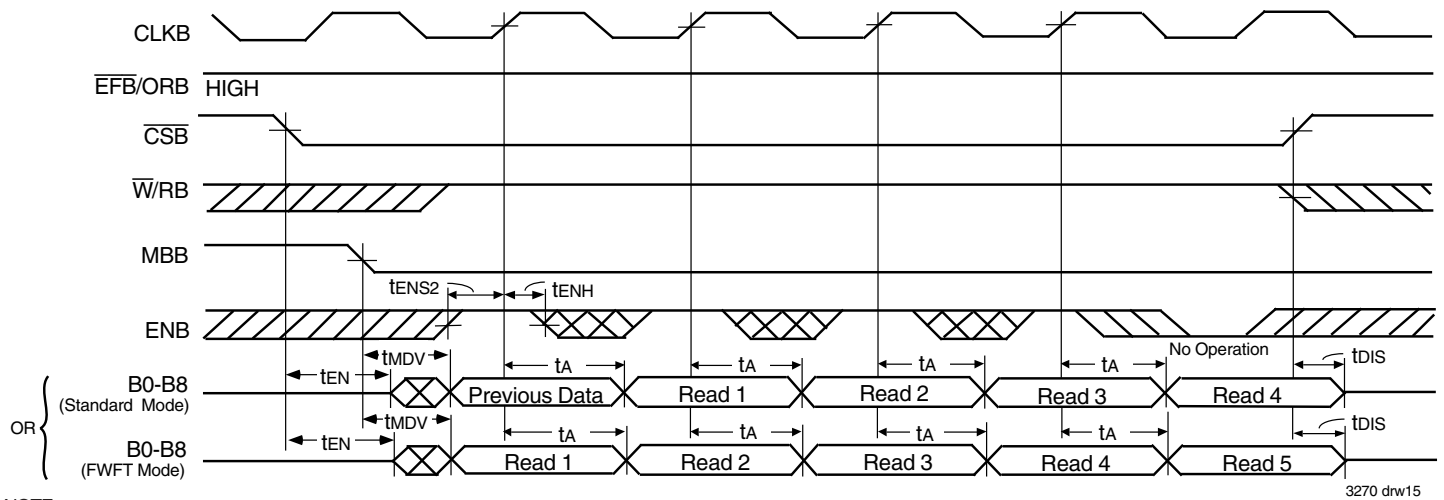 CLKB
EFB/ORB HIGH
CSB
W/RB
MBB
tENS2 tENH
ENB
No Operation
tMDV tA tA tA tA tDIS
tEN
B0-B8
(Standard Mode)
Previous Data Read 1 Read 2 Read 3 Read 4
OR
tMDV tA tA tA tA tDIS
tEN
B0-B8
(FWFT Mode)
Read 1 Read 2 Read 3 Read 4 Read 5
3270 drw15